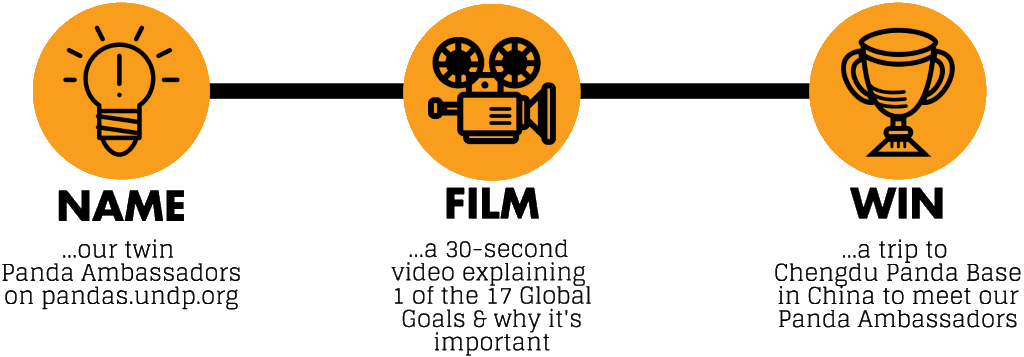 NAME
...our twin
Panda Ambassadors
on pandas.undp.org
FILM
...a 30-second
video explaining
1 of the 17 Global
Goals & why it's
important
WIN
...a trip to
Chengdu Panda Base
in China to meet our
Panda Ambassadors